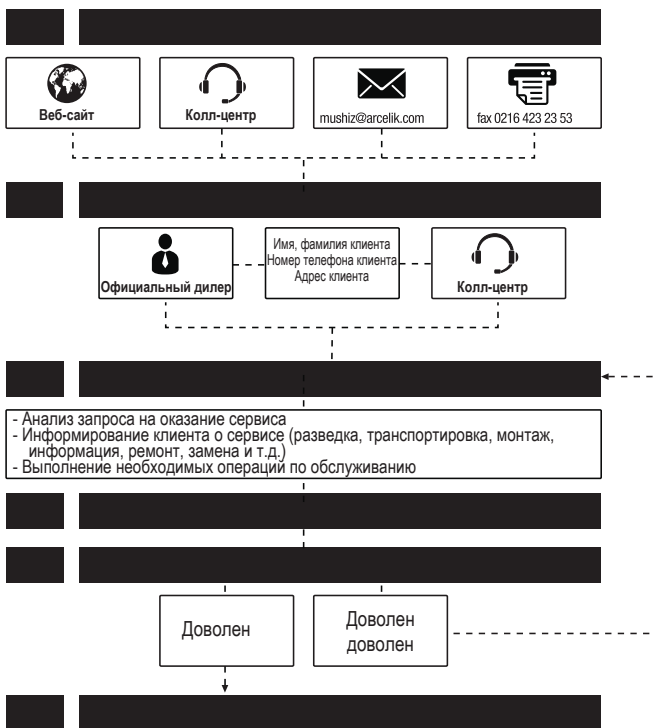 Веб-сайт
Колл-центр
mushiz@arcelik.com
fax 0216 423 23 53
Официальный дилер
Имя, фамилия клиента
Номер телефона клиента
Адрес клиента
Колл-центр
- Анализ запроса на оказание сервиса
- Информирование клиента о сервисе (разведка, транспортировка, монтаж,
информация, ремонт, замена и т.д.)
- Выполнение необходимых операций по обслуживанию
Доволен
Доволен
доволен